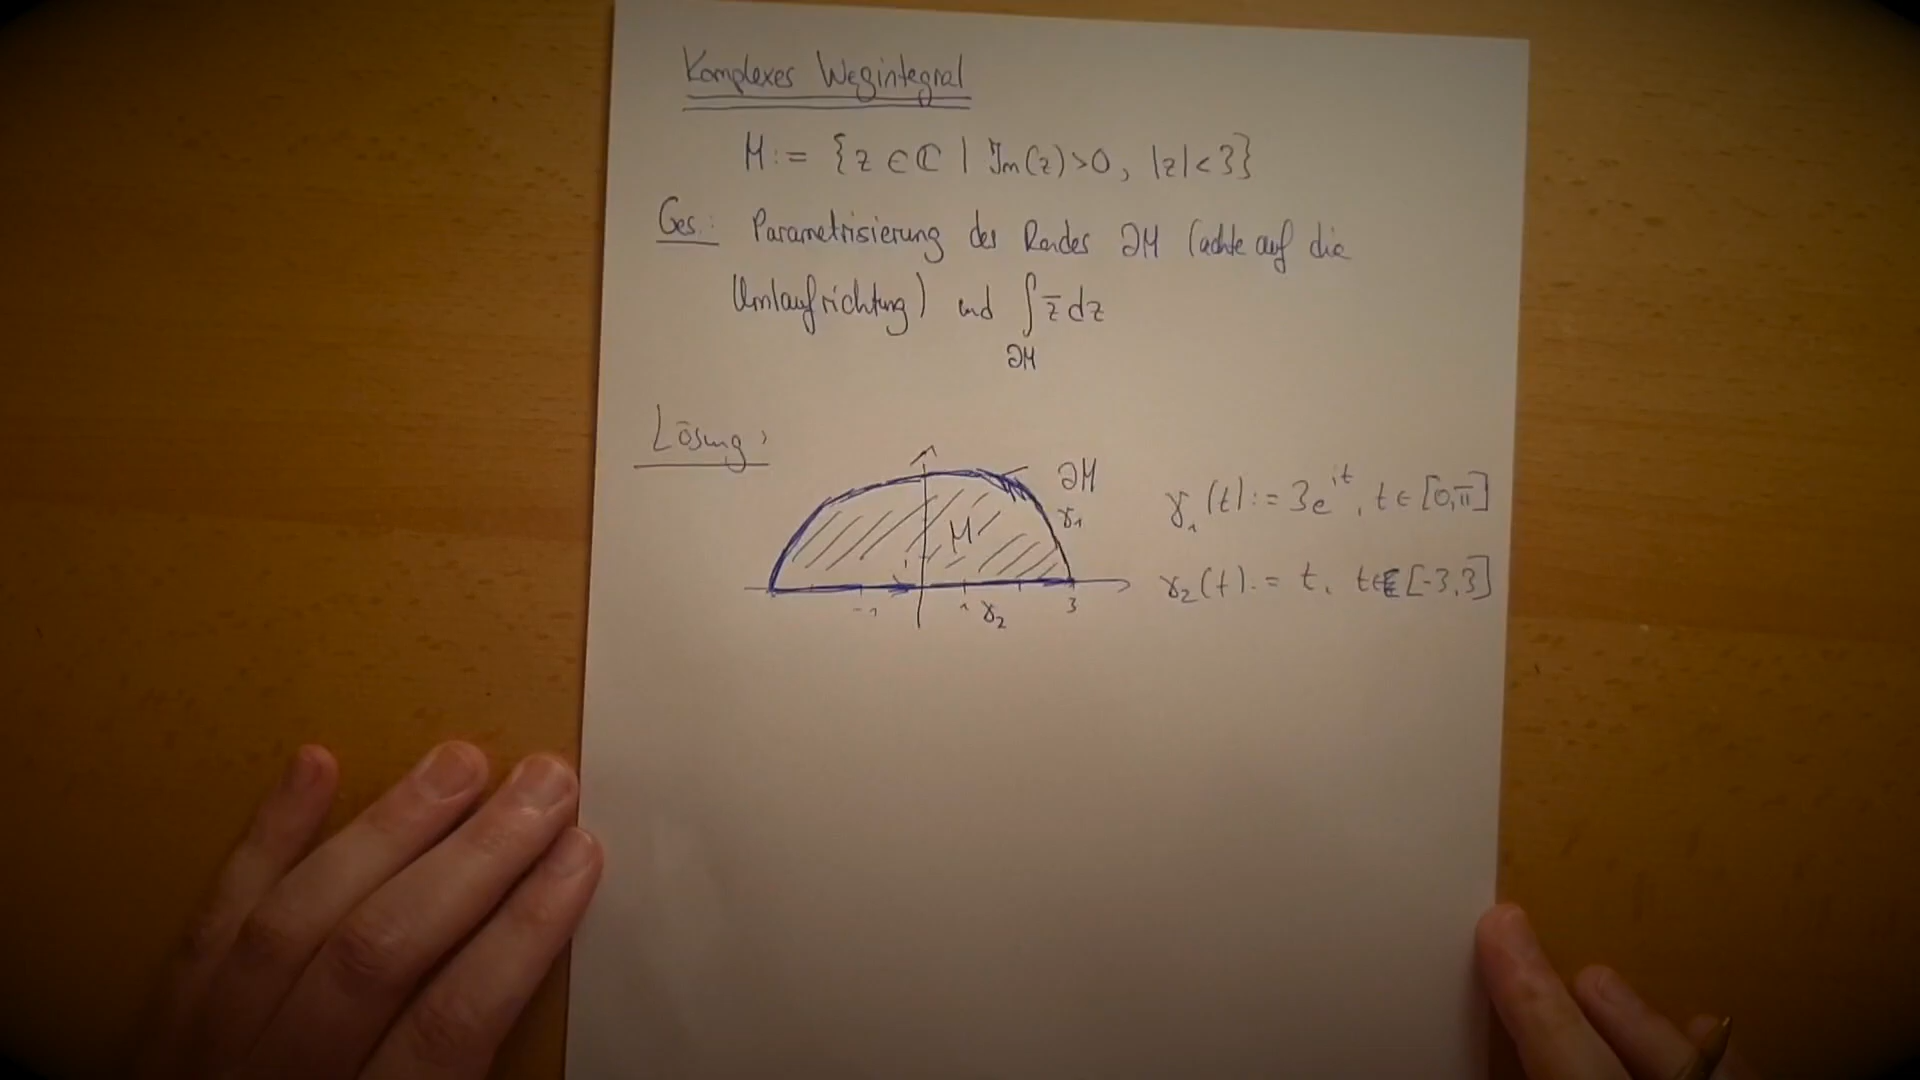 Komplexes Wegintegral
M := {z ∈ ℂ | Im(z) > 0, |z| < 3}
Ges.: Parametrisierung des Randes ∂M (achte auf die
Umlaufrichtung) und ∫ z̄ dz
∂M
Lösung:
∂M
γ₁
M
-1 1 γ₂ 3
γ₁(t) := 3e^{it}, t ∈ [0,π]
γ₂(t) := t, t ∈ [-3,3]